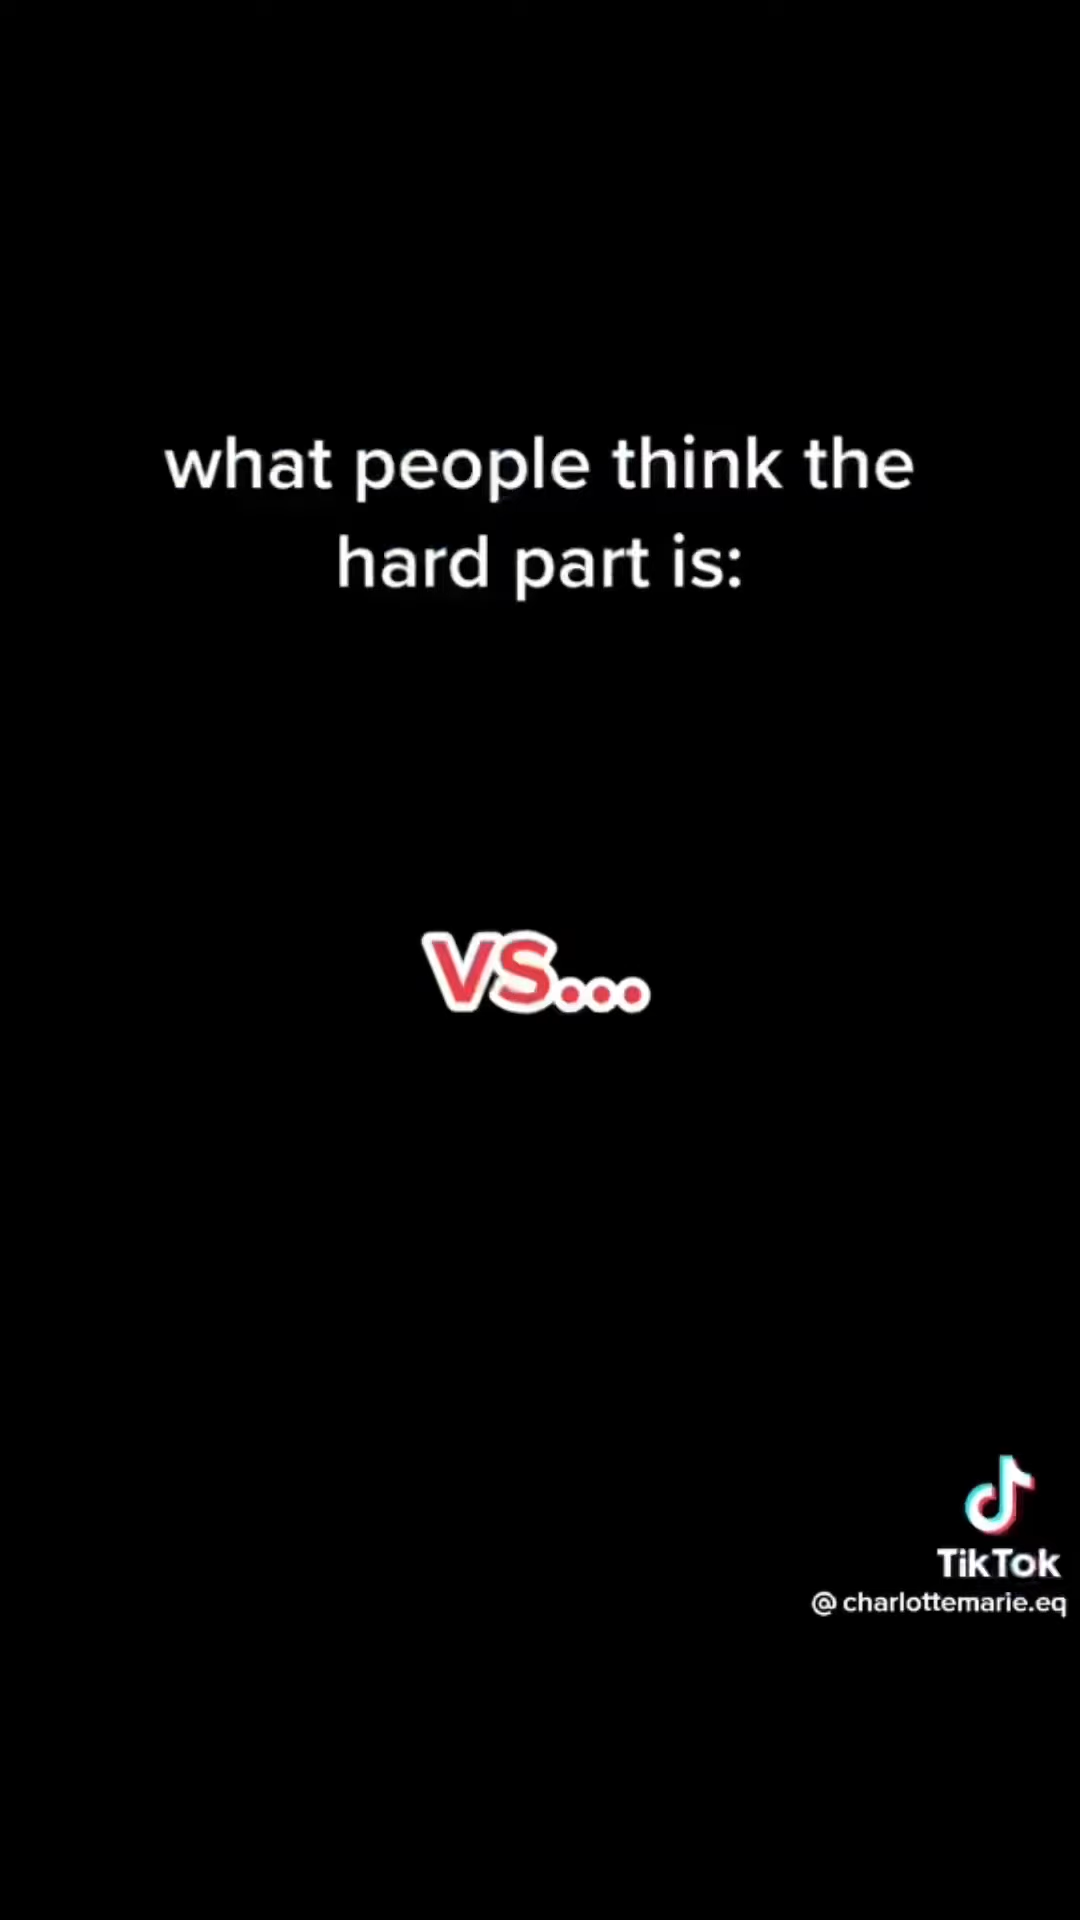 what people think the
hard part is:
VS...
TikTok
@charlottemarie.eq